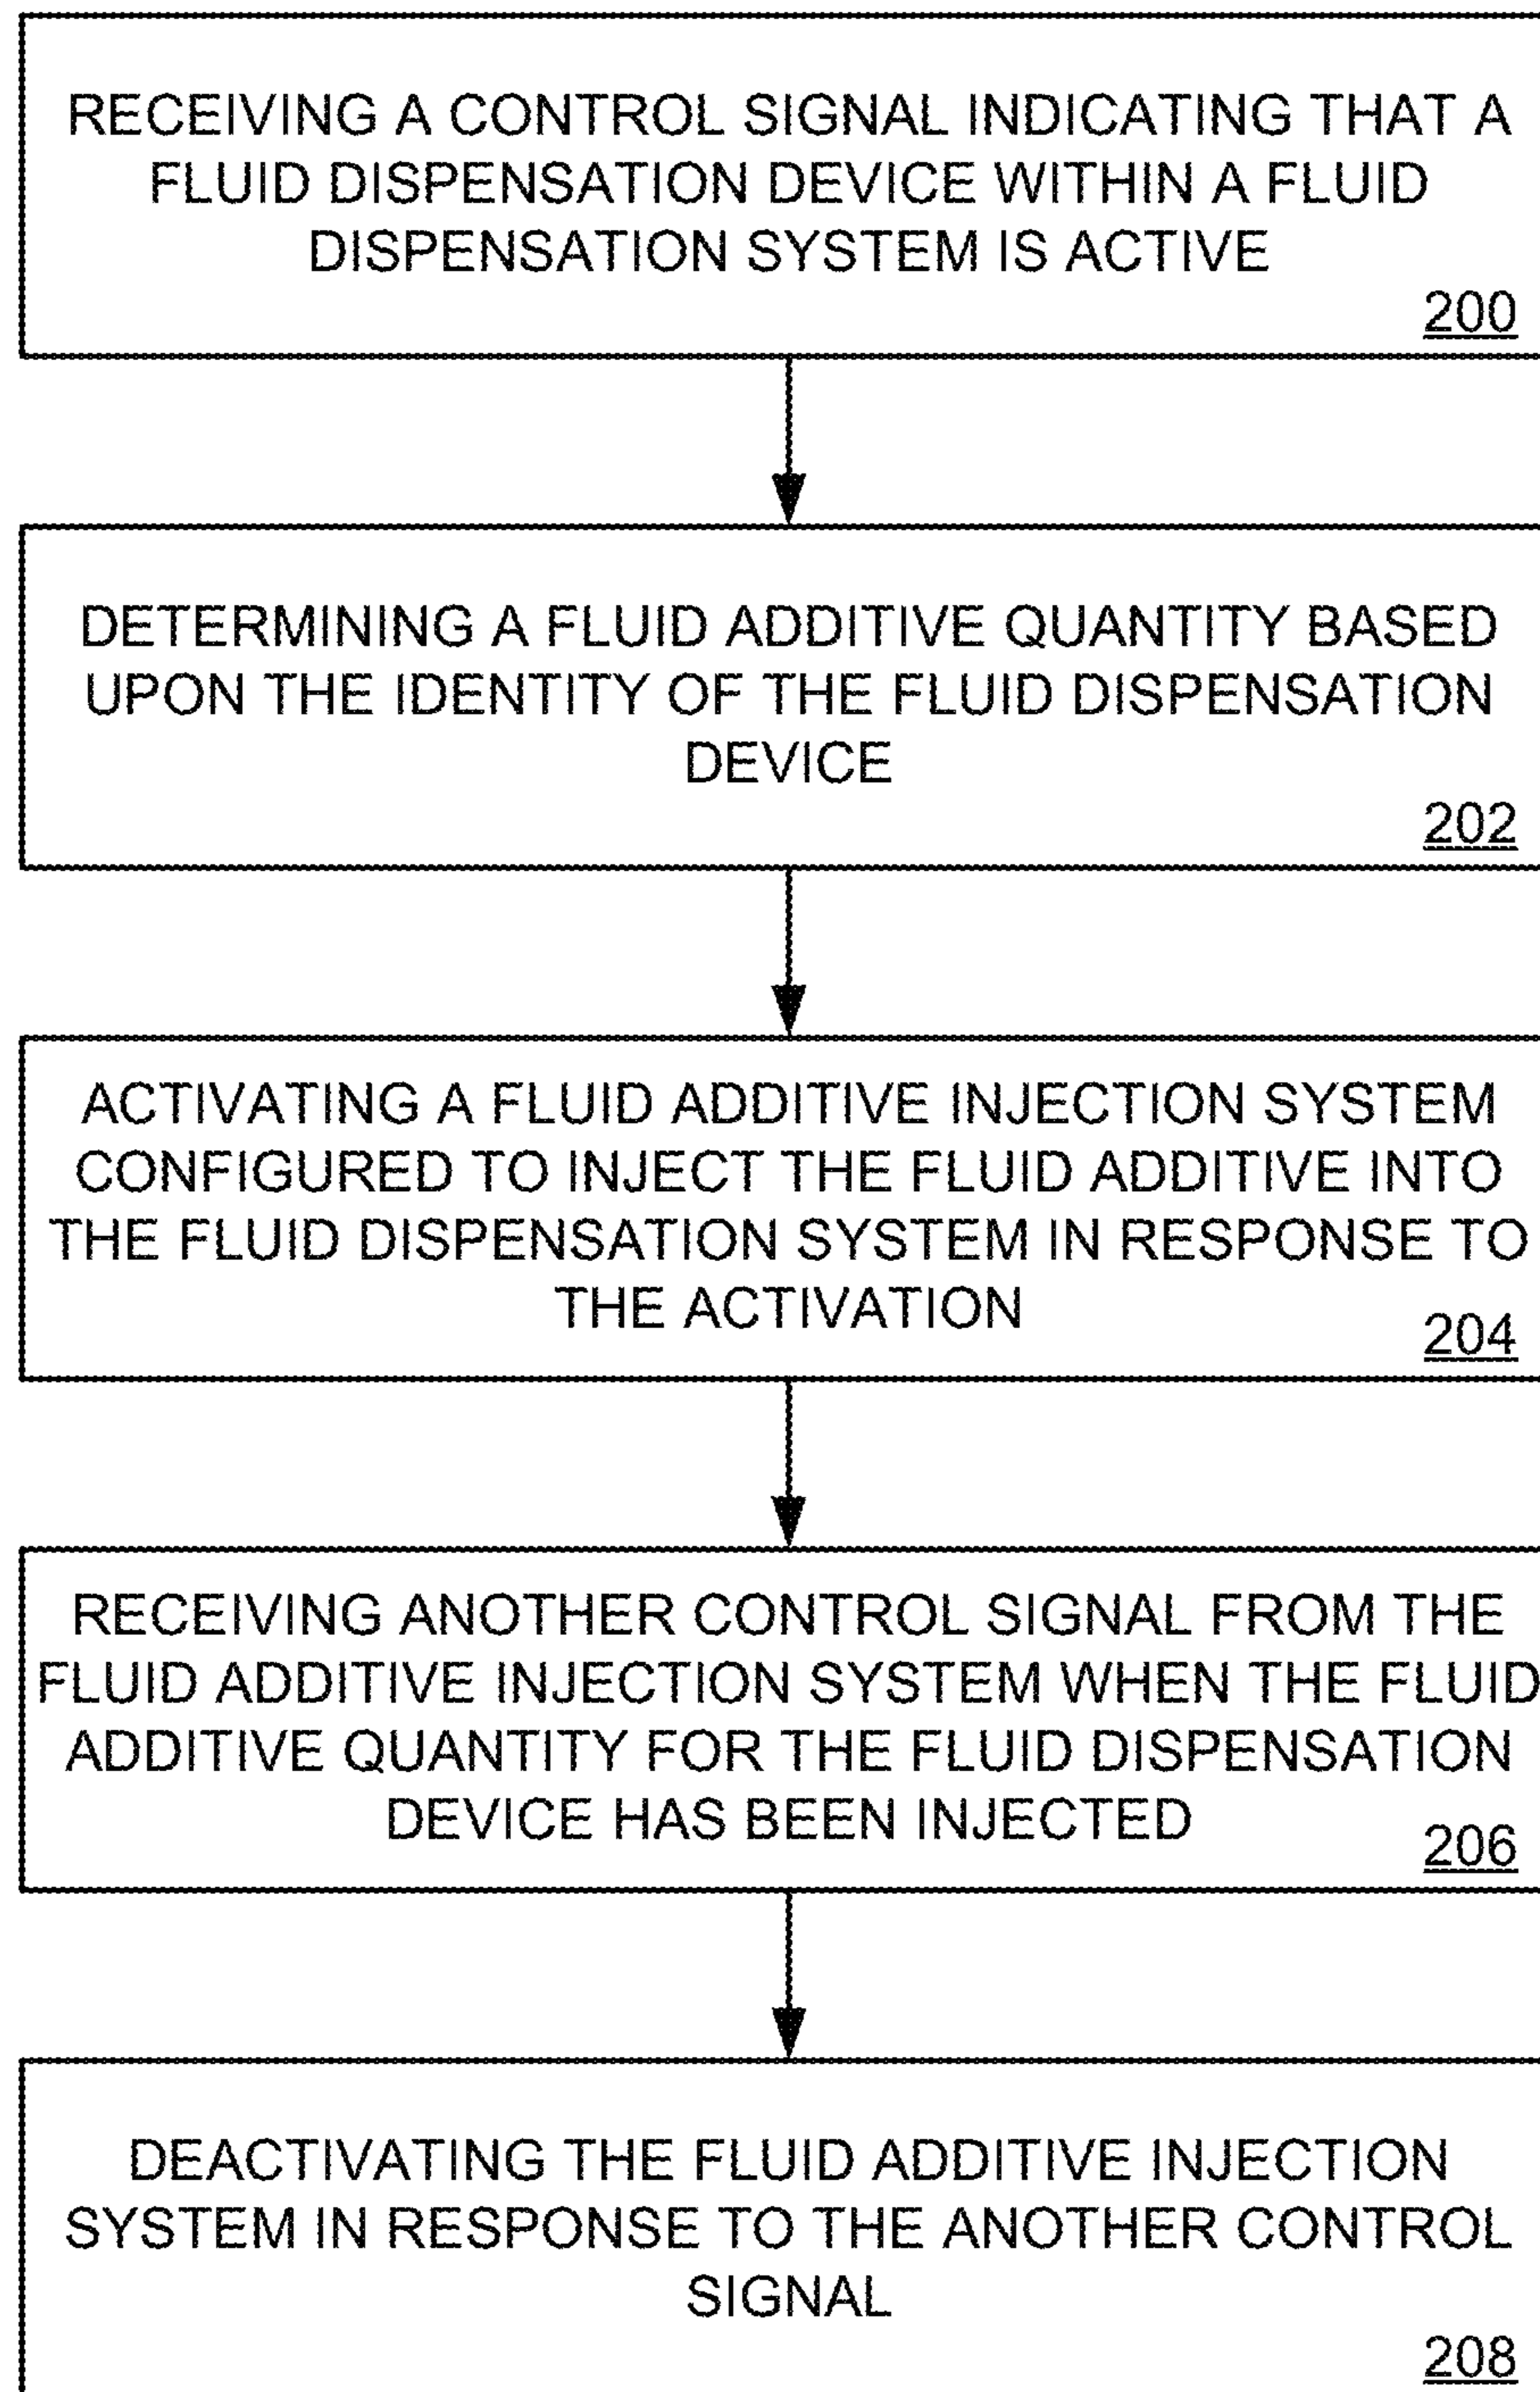 RECEIVING A CONTROL SIGNAL INDICATING THAT A
FLUID DISPENSATION DEVICE WITHIN A FLUID
DISPENSATION SYSTEM IS ACTIVE
200
DETERMINING A FLUID ADDITIVE QUANTITY BASED
UPON THE IDENTITY OF THE FLUID DISPENSATION
DEVICE
202
ACTIVATING A FLUID ADDITIVE INJECTION SYSTEM
CONFIGURED TO INJECT THE FLUID ADDITIVE INTO
THE FLUID DISPENSATION SYSTEM IN RESPONSE TO
THE ACTIVATION
204
RECEIVING ANOTHER CONTROL SIGNAL FROM THE
FLUID ADDITIVE INJECTION SYSTEM WHEN THE FLUID
ADDITIVE QUANTITY FOR THE FLUID DISPENSATION
DEVICE HAS BEEN INJECTED
206
DEACTIVATING THE FLUID ADDITIVE INJECTION
SYSTEM IN RESPONSE TO THE ANOTHER CONTROL
SIGNAL
208